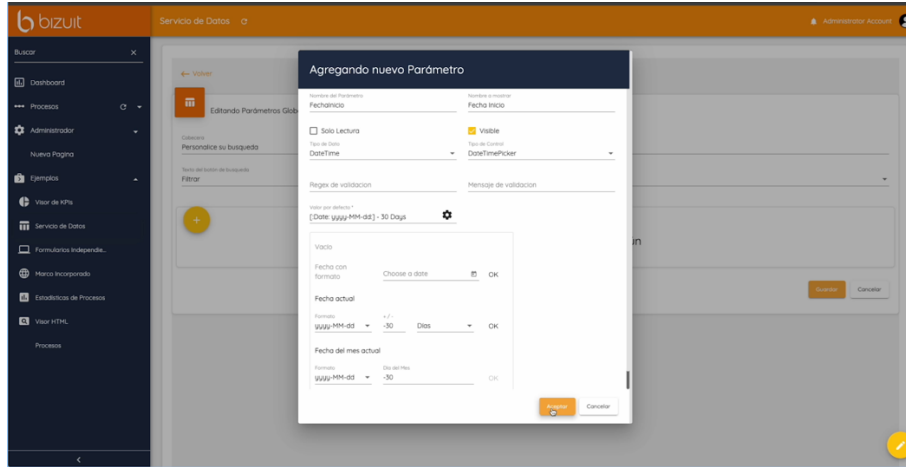 bizuit
Servicio de Datos
Administrator Account
Buscar
Dashboard
Procesos
Administrador
Nueva Pagina
Ejemplos
Visor de KPIs
Servicio de Datos
Formularios Independie...
Marco Incorporado
Estadísticas de Procesos
Visor HTML
Procesos
← Volver
Editando Parámetros Glob
Cabecera
Personalice su busqueda
Texto del botón de busqueda
Filtrar
ún
Guardar Cancelar
Agregando nuevo Parámetro
Nombre del Parámetro Nombre a mostrar
FechaInicio Fecha Inicio
Solo Lectura Visible
Tipo de Dato Tipo de Control
DateTime DateTimePicker
Regex de validacion Mensaje de validacion
Valor por defecto *
[:Date: yyyy-MM-dd:] - 30 Days
Vacio
Fecha con
formato Choose a date OK
Fecha actual
Formato + / -
yyyy-MM-dd -30 Días OK
Fecha del mes actual
Formato Día del Mes
yyyy-MM-dd -30 OK
Aceptar Cancelar